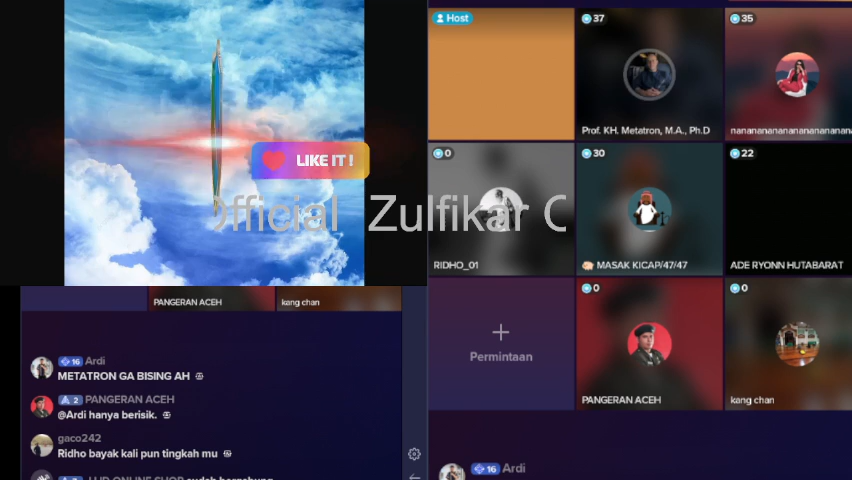 LIKE IT !
Official Zulfikar
Host
37
Prof. KH. Metatron, M.A., Ph.D
35
nanananananananananana
0
RIDHO_01
30
MASAK KICAP/47/47
22
ADE RYONN HUTABARAT
Permintaan
0
PANGERAN ACEH
0
kang chan
16 Ardi
PANGERAN ACEH
kang chan
16 Ardi
METATRON GA BISING AH
2 PANGERAN ACEH
@Ardi hanya berisik.
gaco242
Ridho bayak kali pun tingkah mu